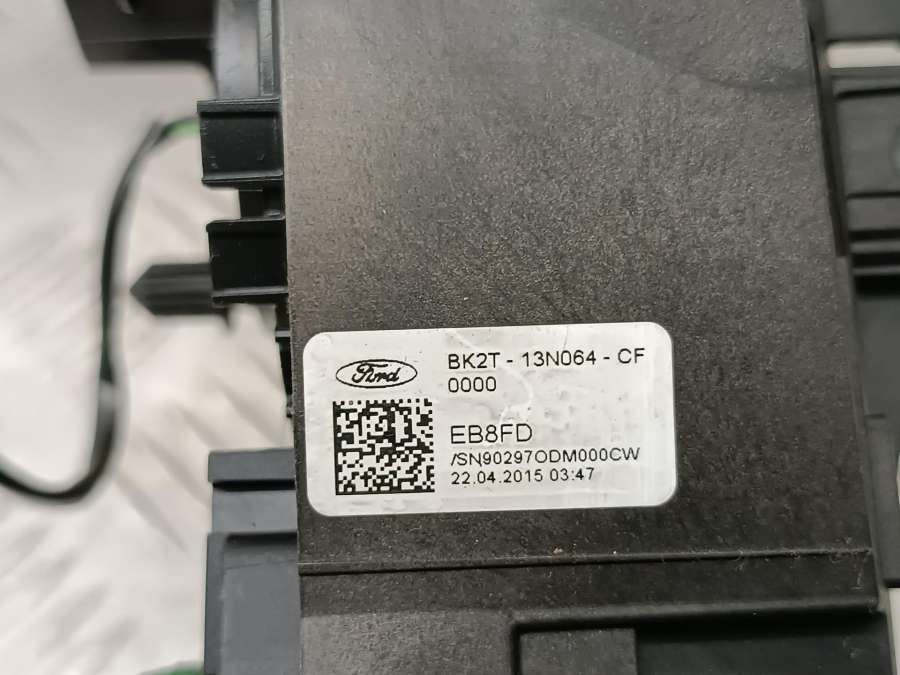 Ford
BK2T - 13N064 - CF
0000
EB8FD
/SN90297ODM000CW
22.04.2015 03:47